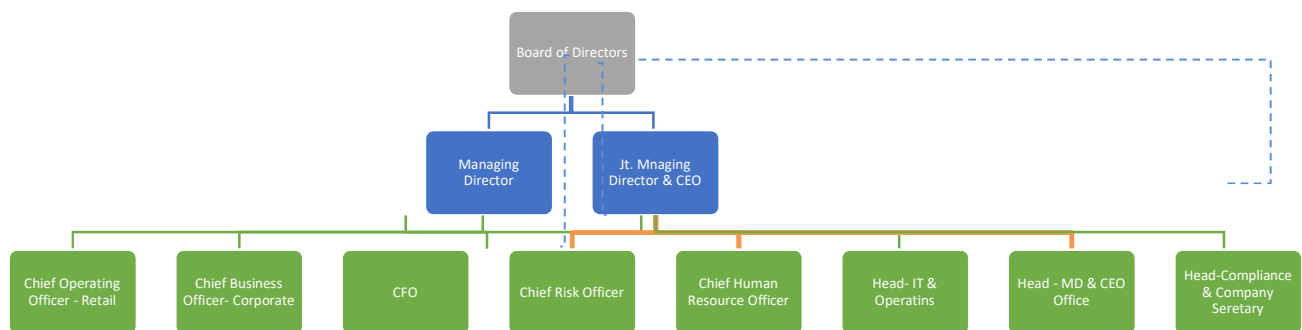 Board of Directors
Managing
Director
Jt. Mnaging
Director & CEO
Chief Operating
Officer - Retail
Chief Business
Officer- Corporate
CFO
Chief Risk Officer
Chief Human
Resource Officer
Head- IT &
Operatins
Head - MD & CEO
Office
Head-Compliance
& Company
Seretary